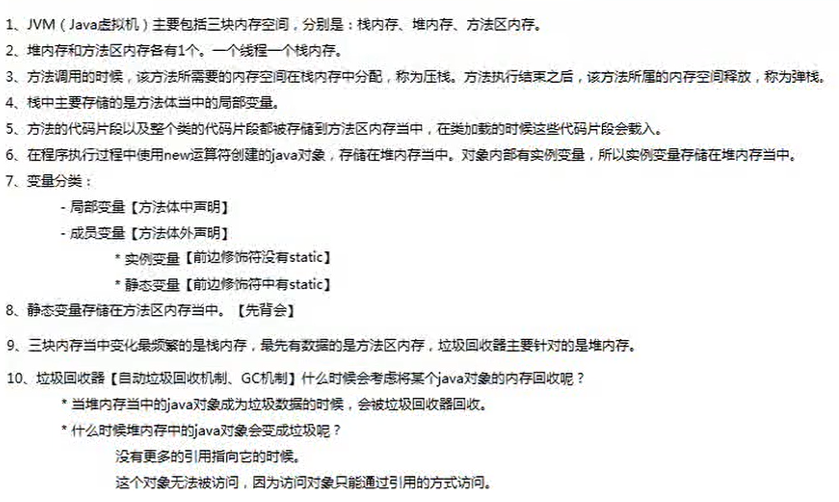 1、JVM（Java虚拟机）主要包括三块内存空间，分别是：栈内存、堆内存、方法区内存。
2、堆内存和方法区内存各有1个。一个线程一个栈内存。
3、方法调用的时候，该方法所需要的内存空间在栈内存中分配，称为压栈。方法执行结束之后，该方法所属的内存空间释放，称为弹栈。
4、栈中主要存储的是方法体当中的局部变量。
5、方法的代码片段以及整个类的代码片段都被存储到方法区内存当中，在类加载的时候这些代码片段会载入。
6、在程序执行过程中使用new运算符创建的java对象，存储在堆内存当中。对象内部有实例变量，所以实例变量存储在堆内存当中。
7、变量分类：
- 局部变量【方法体中声明】
- 成员变量【方法体外声明】
* 实例变量【前边修饰符没有static】
* 静态变量【前边修饰符中有static】
8、静态变量存储在方法区内存当中。【先背会】
9、三块内存当中变化最频繁的是栈内存，最先有数据的是方法区内存，垃圾回收器主要针对的是堆内存。
10、垃圾回收器【自动垃圾回收机制、GC机制】什么时候会考虑将某个java对象的内存回收呢？
* 当堆内存当中的java对象成为垃圾数据的时候，会被垃圾回收器回收。
* 什么时候堆内存中的java对象会变成垃圾呢？
没有更多的引用指向它的时候。
这个对象无法被访问，因为访问对象只能通过引用的方式访问。